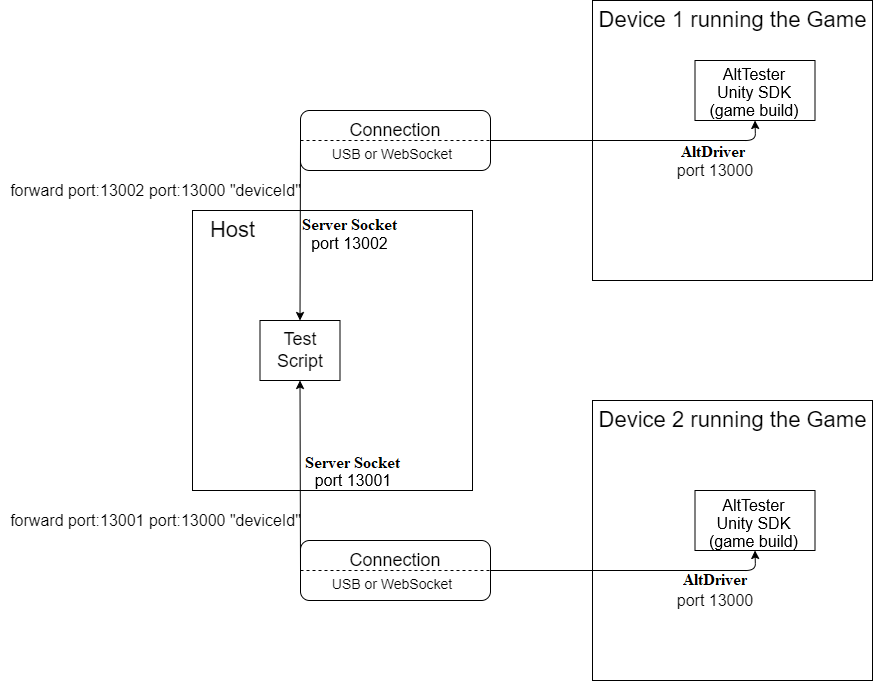 Device 1 running the Game
AltTester
Unity SDK
(game build)
Connection
USB or WebSocket
AltDriver
port 13000
forward port:13002 port:13000 "deviceId"
Host
Server Socket
port 13002
Test
Script
Server Socket
port 13001
forward port:13001 port:13000 "deviceId"
Connection
USB or WebSocket
Device 2 running the Game
AltTester
Unity SDK
(game build)
AltDriver
port 13000